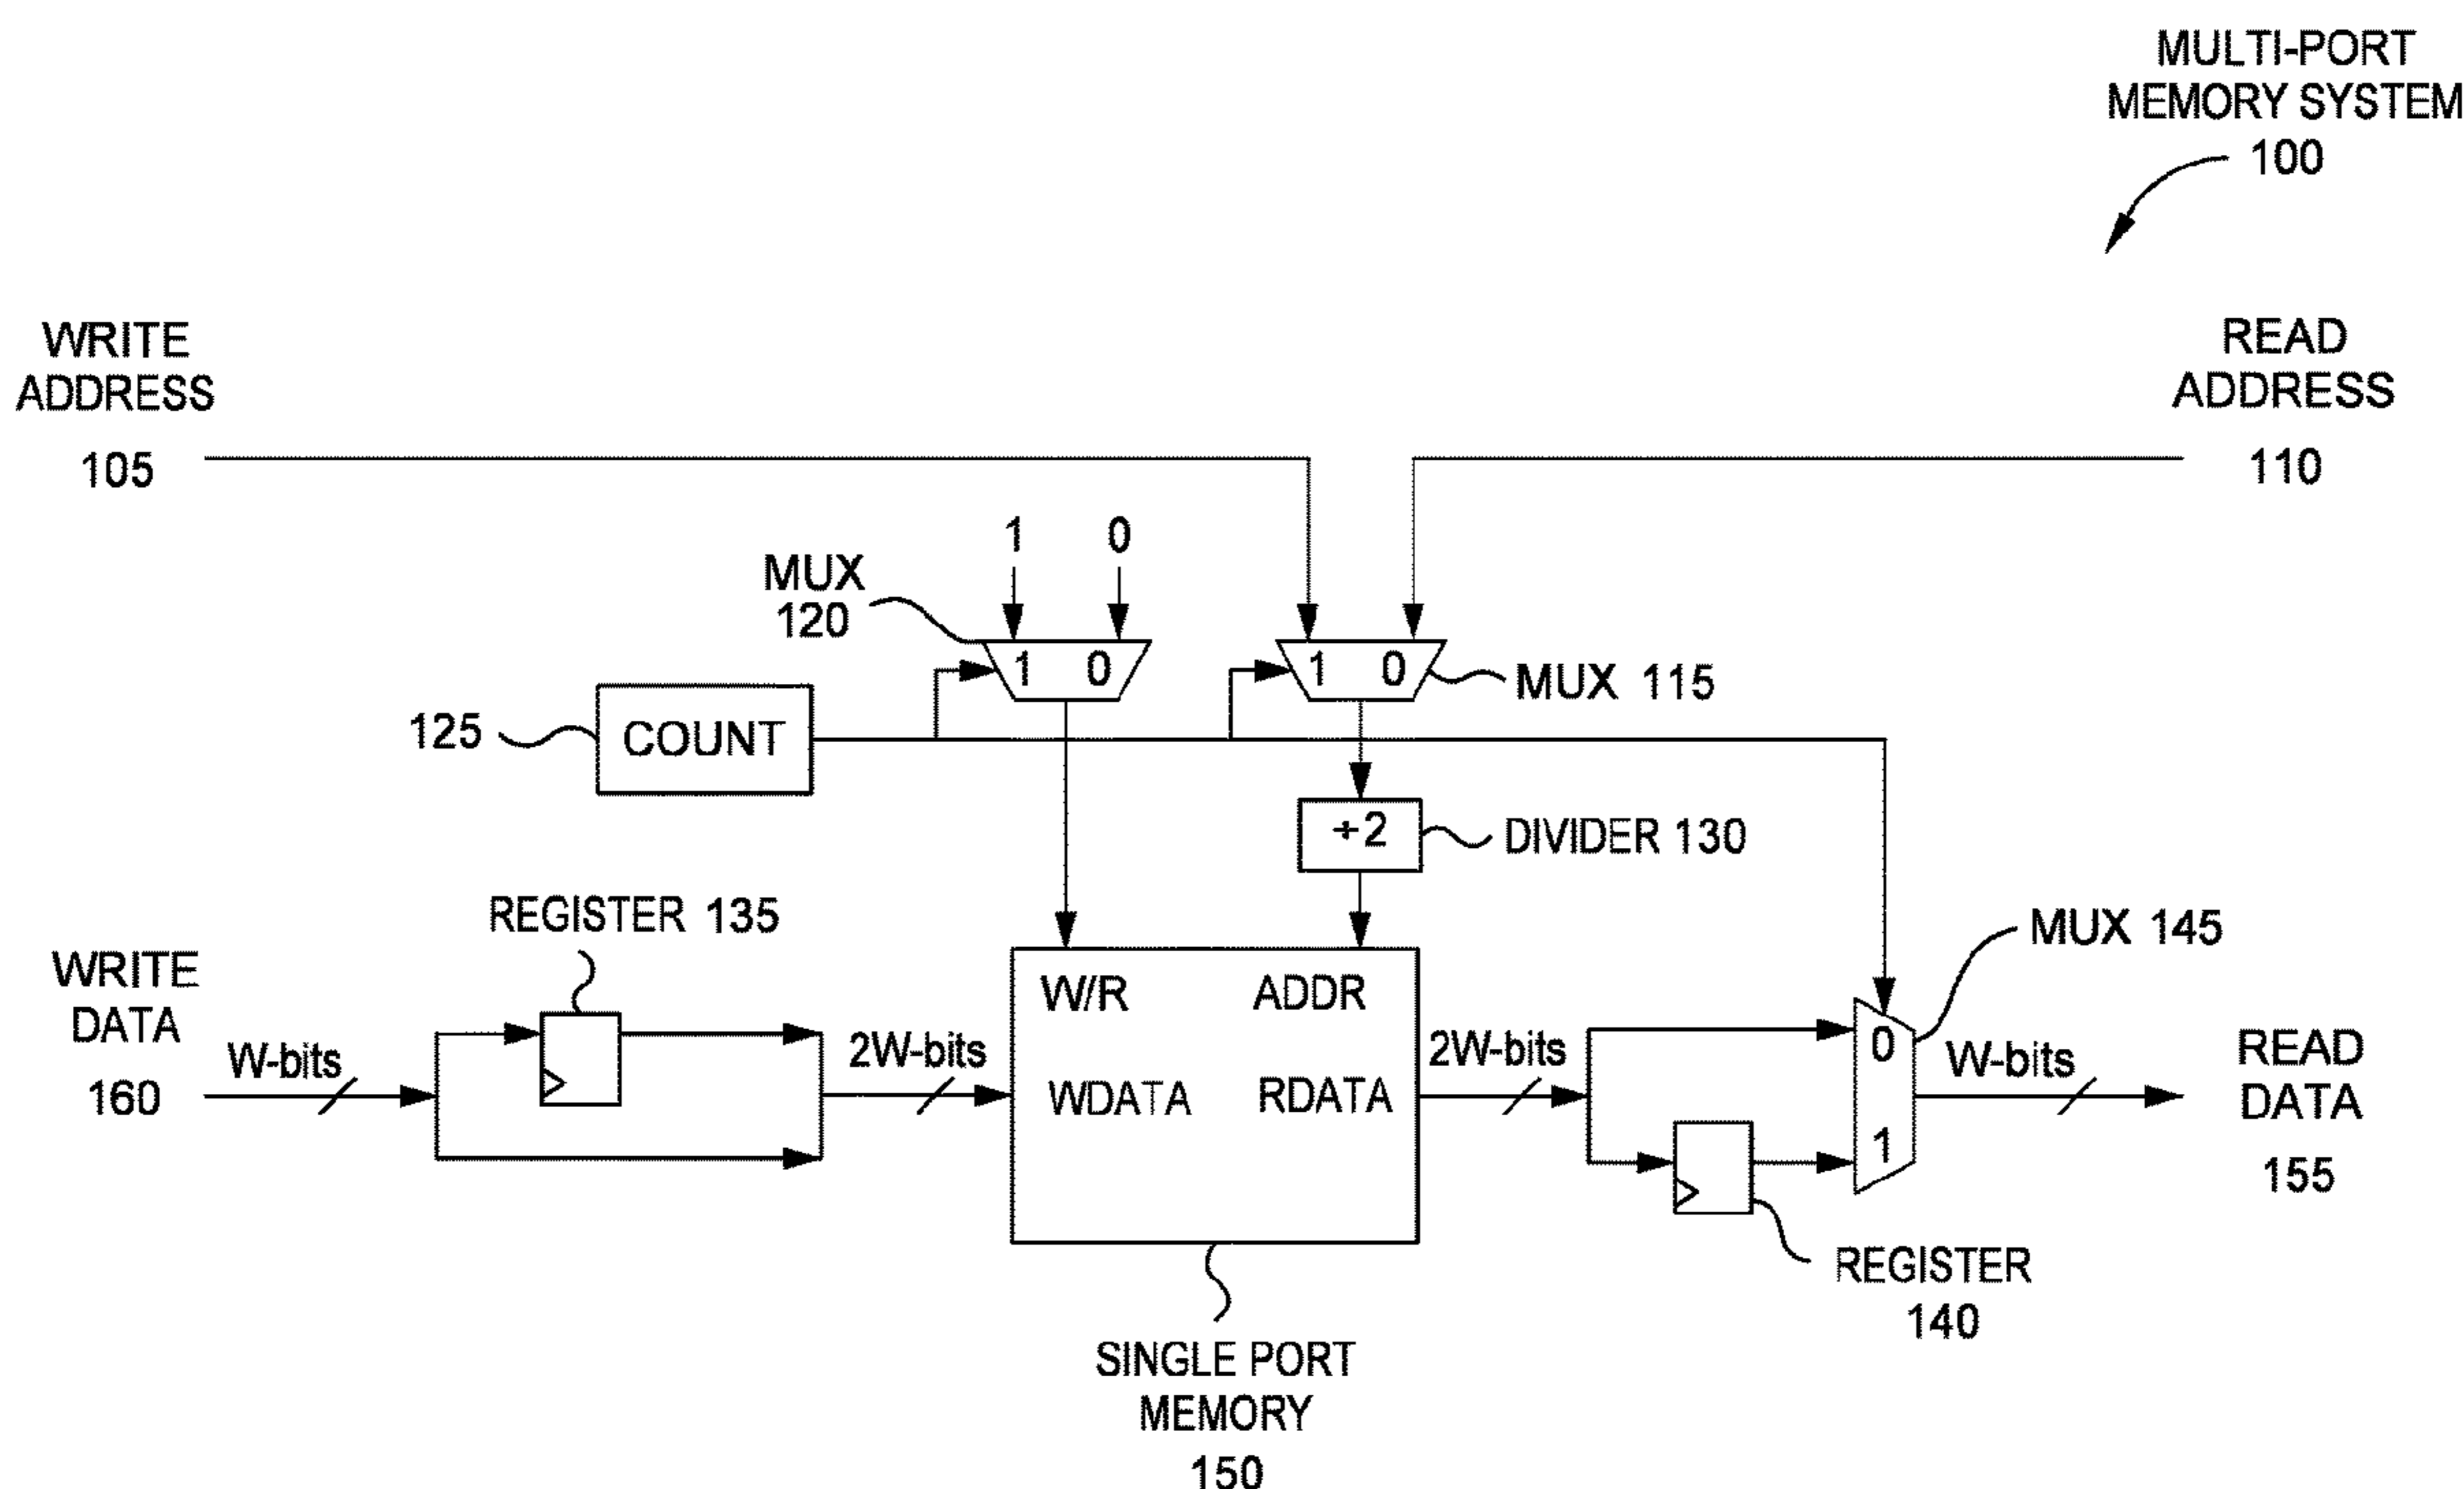 MULTI-PORT
MEMORY SYSTEM
100
WRITE
ADDRESS
105
READ
ADDRESS
110
1 0
MUX
120
1 0
1 0
MUX 115
125
COUNT
÷2
DIVIDER 130
REGISTER 135
MUX 145
WRITE
DATA
160
W-bits
2W-bits
W/R ADDR
WDATA RDATA
2W-bits
0
1
W-bits
READ
DATA
155
REGISTER
140
SINGLE PORT
MEMORY
150